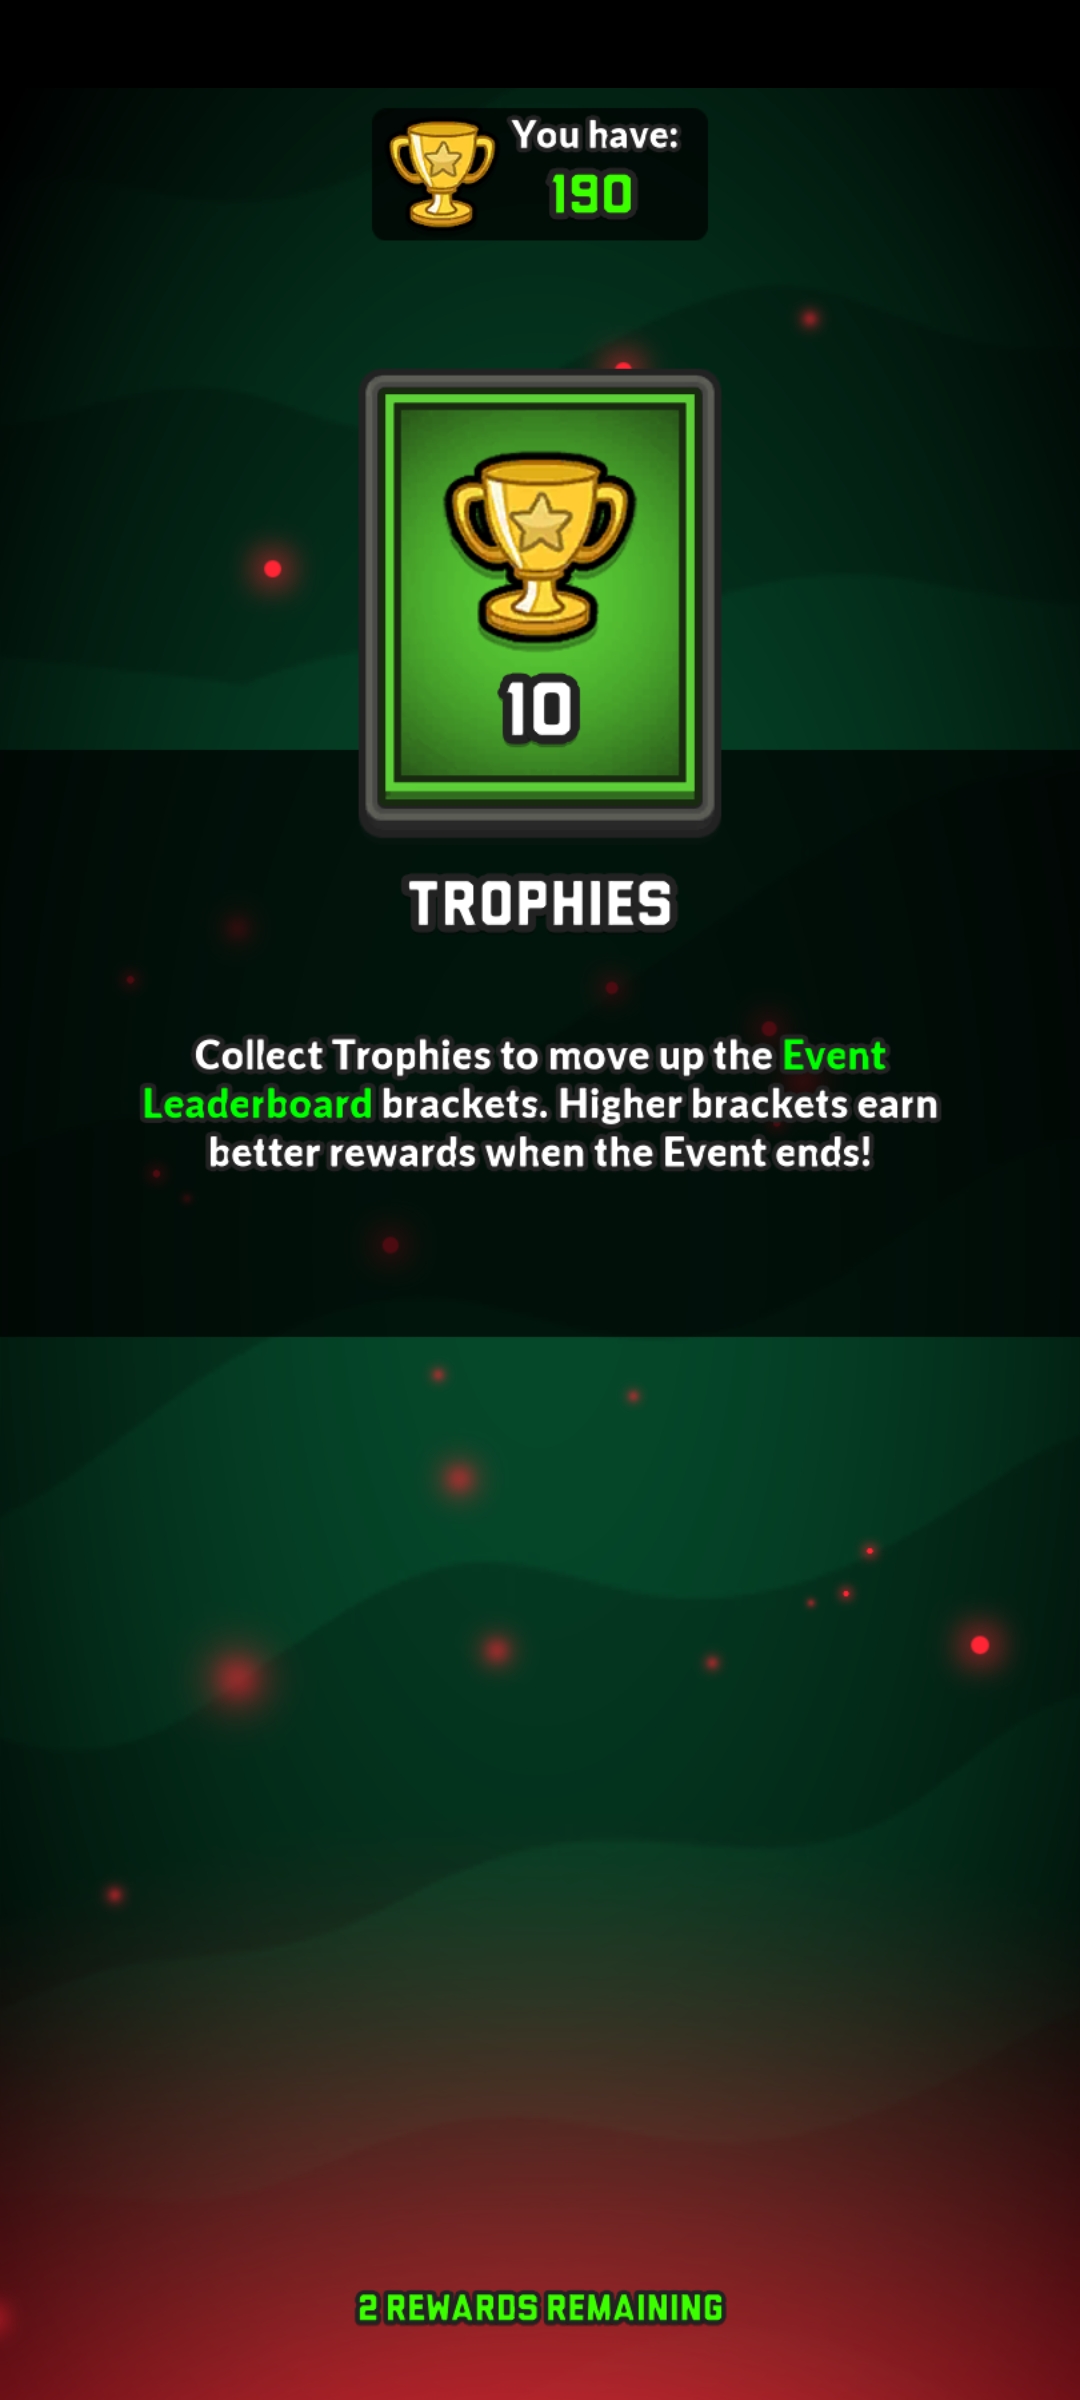 You have:
190
10
TROPHIES
Collect Trophies to move up the Event
Leaderboard brackets. Higher brackets earn
better rewards when the Event ends!
2 REWARDS REMAINING